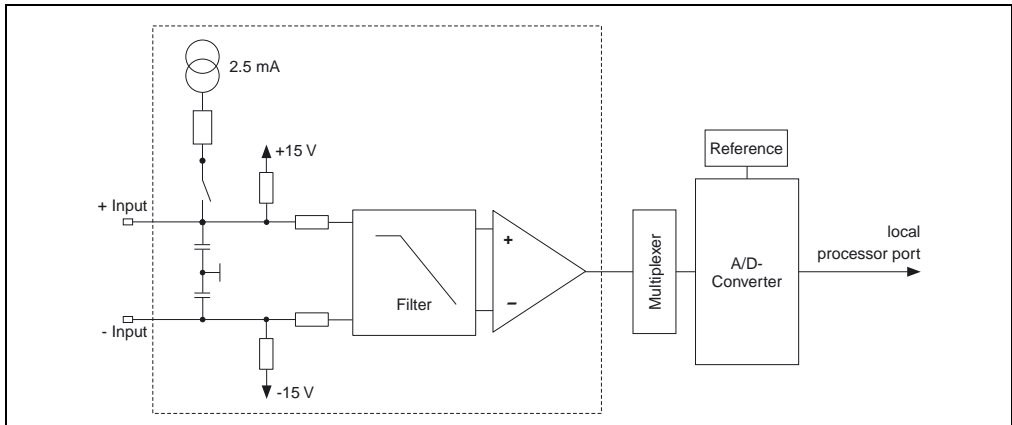 2.5 mA
+15 V
Reference
+ Input
+
Multiplexer
A/D-
Converter
local
processor port
Filter
−
- Input
-15 V